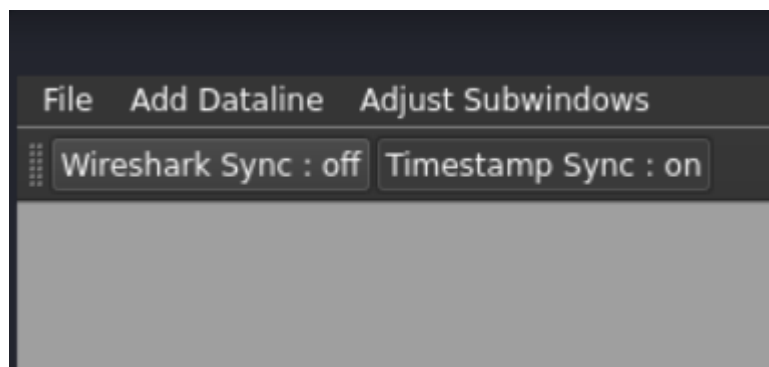 File Add Dataline Adjust Subwindows
Wireshark Sync : off Timestamp Sync : on